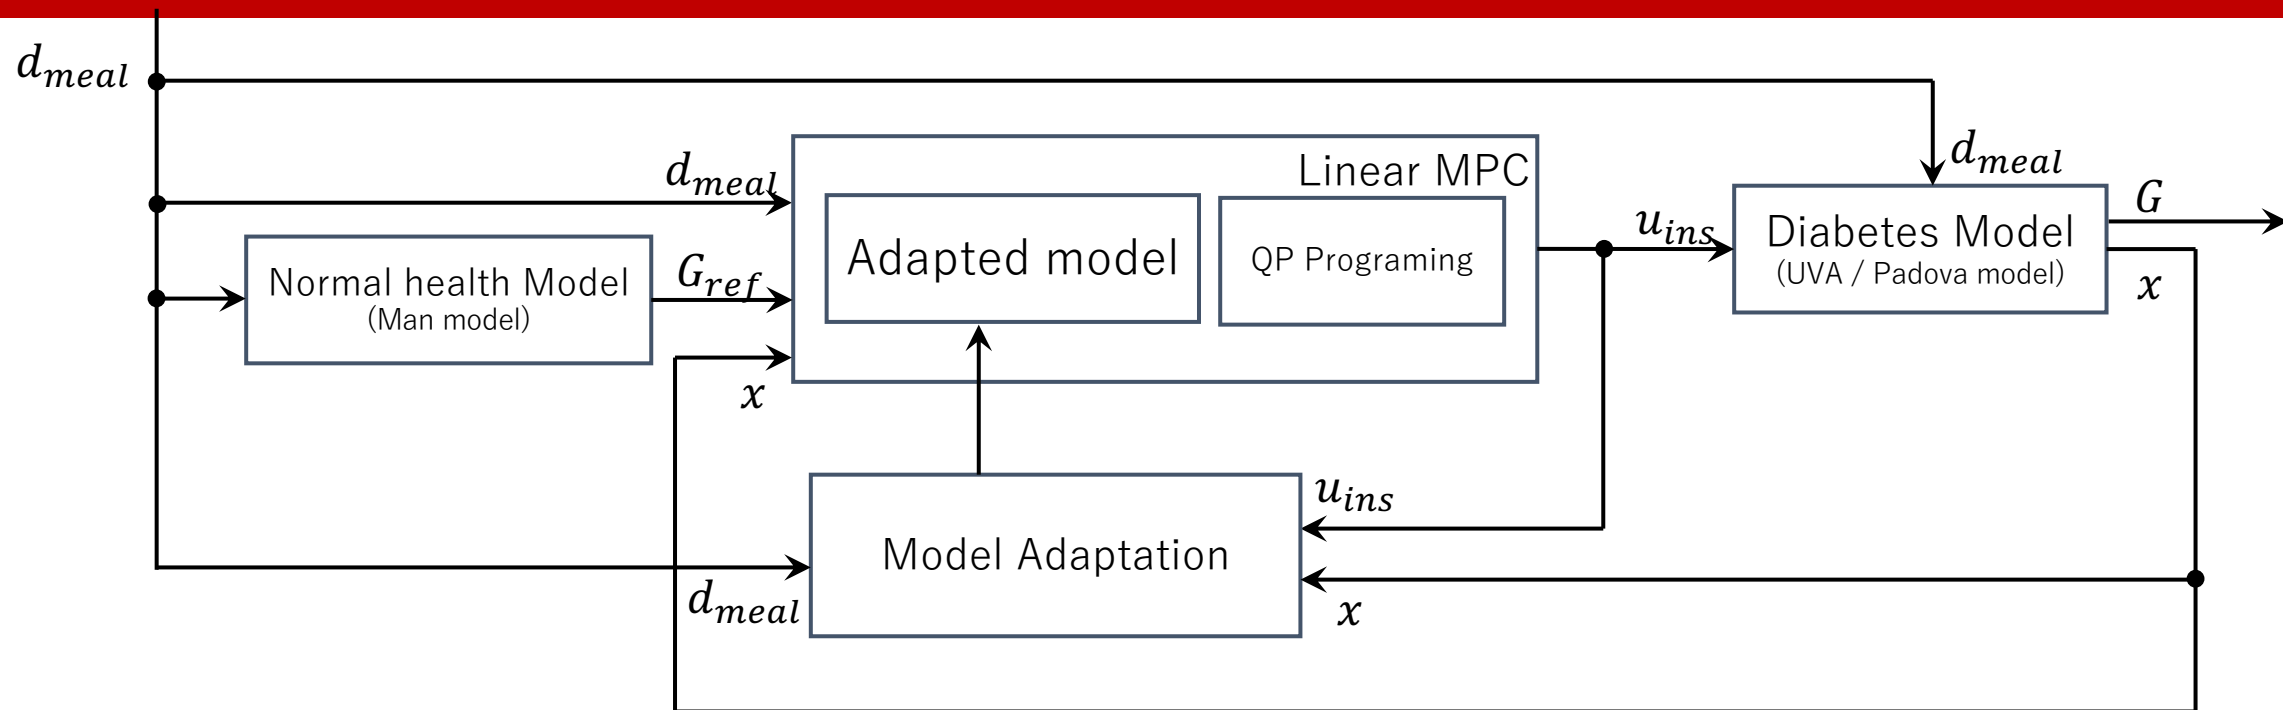 d_meal
d_meal
d_meal
Linear MPC
u_ins
G
Diabetes Model
(UVA / Padova model)
Adapted model
QP Programing
Normal health Model
(Man model)
G_ref
x
x
u_ins
Model Adaptation
d_meal
x